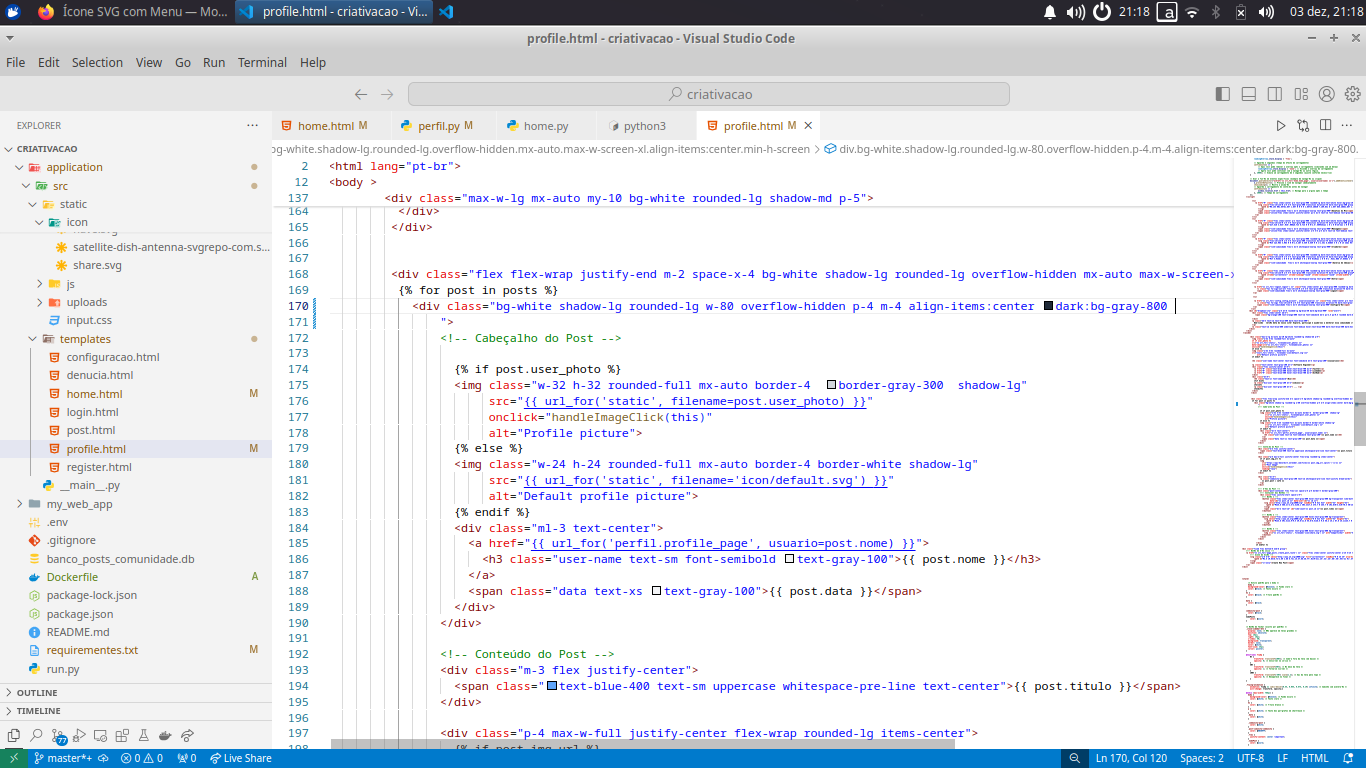 Ícone SVG com Menu — Mo...
profile.html - criativacao - Vi...
21:18
a
03 dez, 21:18
profile.html - criativacao - Visual Studio Code
File Edit Selection View Go Run Terminal Help
criativacao
EXPLORER
home.html M
perfil.py M
home.py
python3
profile.html M
CRIATIVACAO
bg-white.shadow-lg.rounded-lg.overflow-hidden.mx-auto.max-w-screen-xl.align-items:center.min-h-screen > div.bg-white.shadow-lg.rounded-lg.w-80.overflow-hidden.p-4.m-4.align-items:center.dark:bg-gray-800.
application
src
static
icon
satellite-dish-antenna-svgrepo-com.s...
share.svg
js
uploads
input.css
templates
configuracao.html
denucia.html
home.html M
login.html
post.html
profile.html M
register.html
__main__.py
my_web_app
.env
.gitignore
banco_posts_comunidade.db
Dockerfile A
package-lock.json
package.json
README.md
requirementes.txt M
run.py
OUTLINE
TIMELINE
2 <html lang="pt-br">
12 <body >
137 <div class="max-w-lg mx-auto my-10 bg-white rounded-lg shadow-md p-5">
164 </div>
165 </div>
166
167
168 <div class="flex flex-wrap justify-end m-2 space-x-4 bg-white shadow-lg rounded-lg overflow-hidden mx-auto max-w-screen-x
169 {% for post in posts %}
170 <div class="bg-white shadow-lg rounded-lg w-80 overflow-hidden p-4 m-4 align-items:center dark:bg-gray-800
171 ">
172 <!-- Cabeçalho do Post -->
173
174 {% if post.user_photo %}
175 <img class="w-32 h-32 rounded-full mx-auto border-4 border-gray-300 shadow-lg"
176 src="{{ url_for('static', filename=post.user_photo) }}"
177 onclick="handleImageClick(this)"
178 alt="Profile picture">
179 {% else %}
180 <img class="w-24 h-24 rounded-full mx-auto border-4 border-white shadow-lg"
181 src="{{ url_for('static', filename='icon/default.svg') }}"
182 alt="Default profile picture">
183 {% endif %}
184 <div class="ml-3 text-center">
185 <a href="{{ url_for('perfil.profile_page', usuario=post.nome) }}">
186 <h3 class="user-name text-sm font-semibold text-gray-100">{{ post.nome }}</h3>
187 </a>
188 <span class="data text-xs text-gray-100">{{ post.data }}</span>
189 </div>
190 </div>
191
192 <!-- Conteúdo do Post -->
193 <div class="m-3 flex justify-center">
194 <span class="text-blue-400 text-sm uppercase whitespace-pre-line text-center">{{ post.titulo }}</span>
195 </div>
196
197 <div class="p-4 max-w-full justify-center flex-wrap rounded-lg items-center">
198 {% if post.img_url %}
77
master*+
0 0
0
Live Share
Ln 170, Col 120
Spaces: 2
UTF-8
LF
HTML